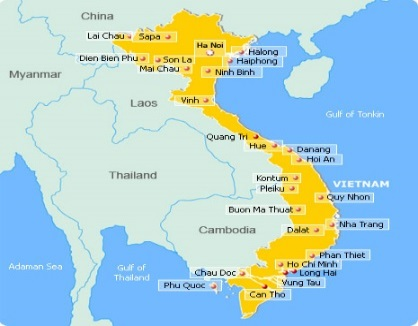 China
Lai Chau
Sapa
Ha Noi
Halong
Dien Bien Phu
Son La
Haiphong
Mai Chau
Ninh Binh
Myanmar
Laos
Vinh
Gulf of Tonkin
Quang Tri
Hue
Danang
Hoi An
Thailand
Kontum
VIETNAM
Pleiku
Quy Nhon
Buon Ma Thuat
Cambodia
Dalat
Nha Trang
Phan Thiet
Adaman Sea
Gulf of
Thailand
Chau Doc
Ho Chi Minh
Long Hai
Phu Quoc
Vung Tau
Can Tho